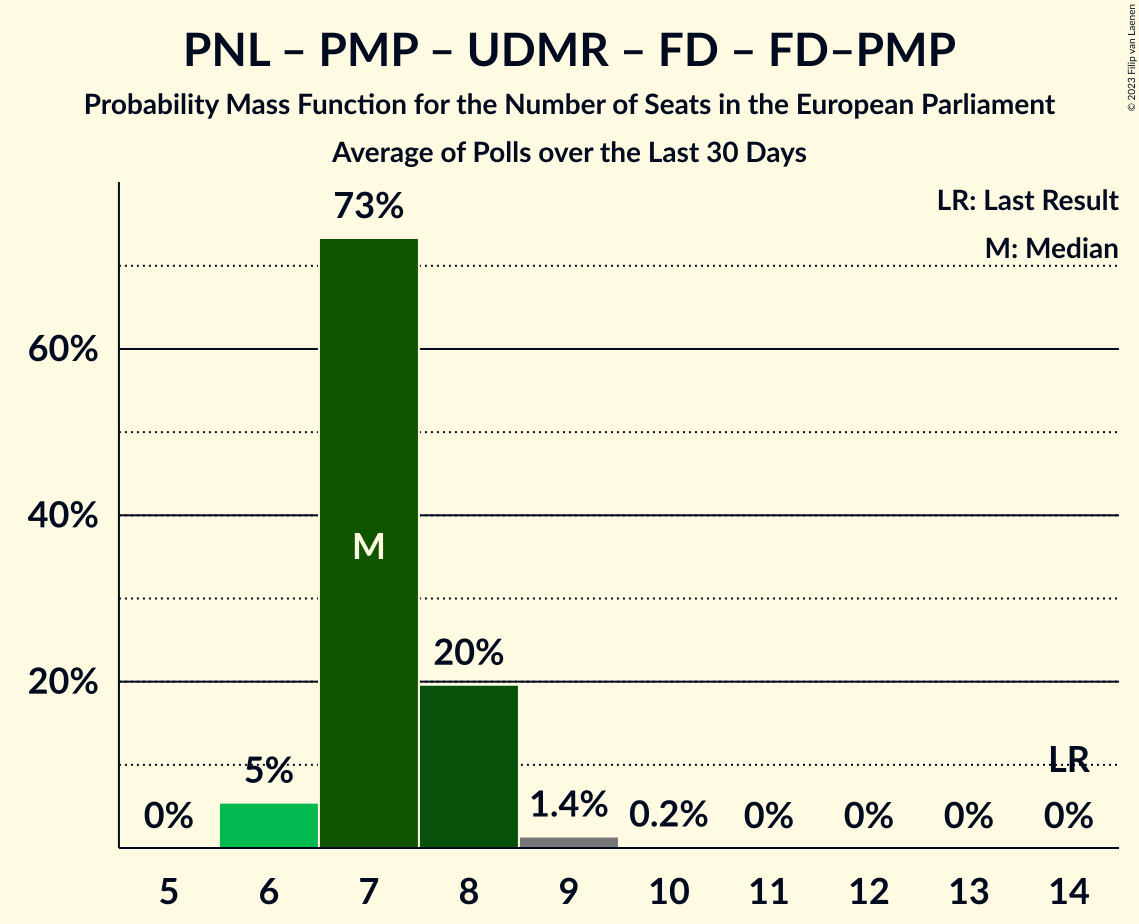 PNL – PMP – UDMR – FD – FD–PMP
Probability Mass Function for the Number of Seats in the European Parliament
Average of Polls over the Last 30 Days
© 2023 Filip van Laenen
LR: Last Result
M: Median
73%
60%
40%
M
20%
20%
LR
5%
0%
1.4%
0.2%
0%
0%
0%
0%
5 6 7 8 9 10 11 12 13 14